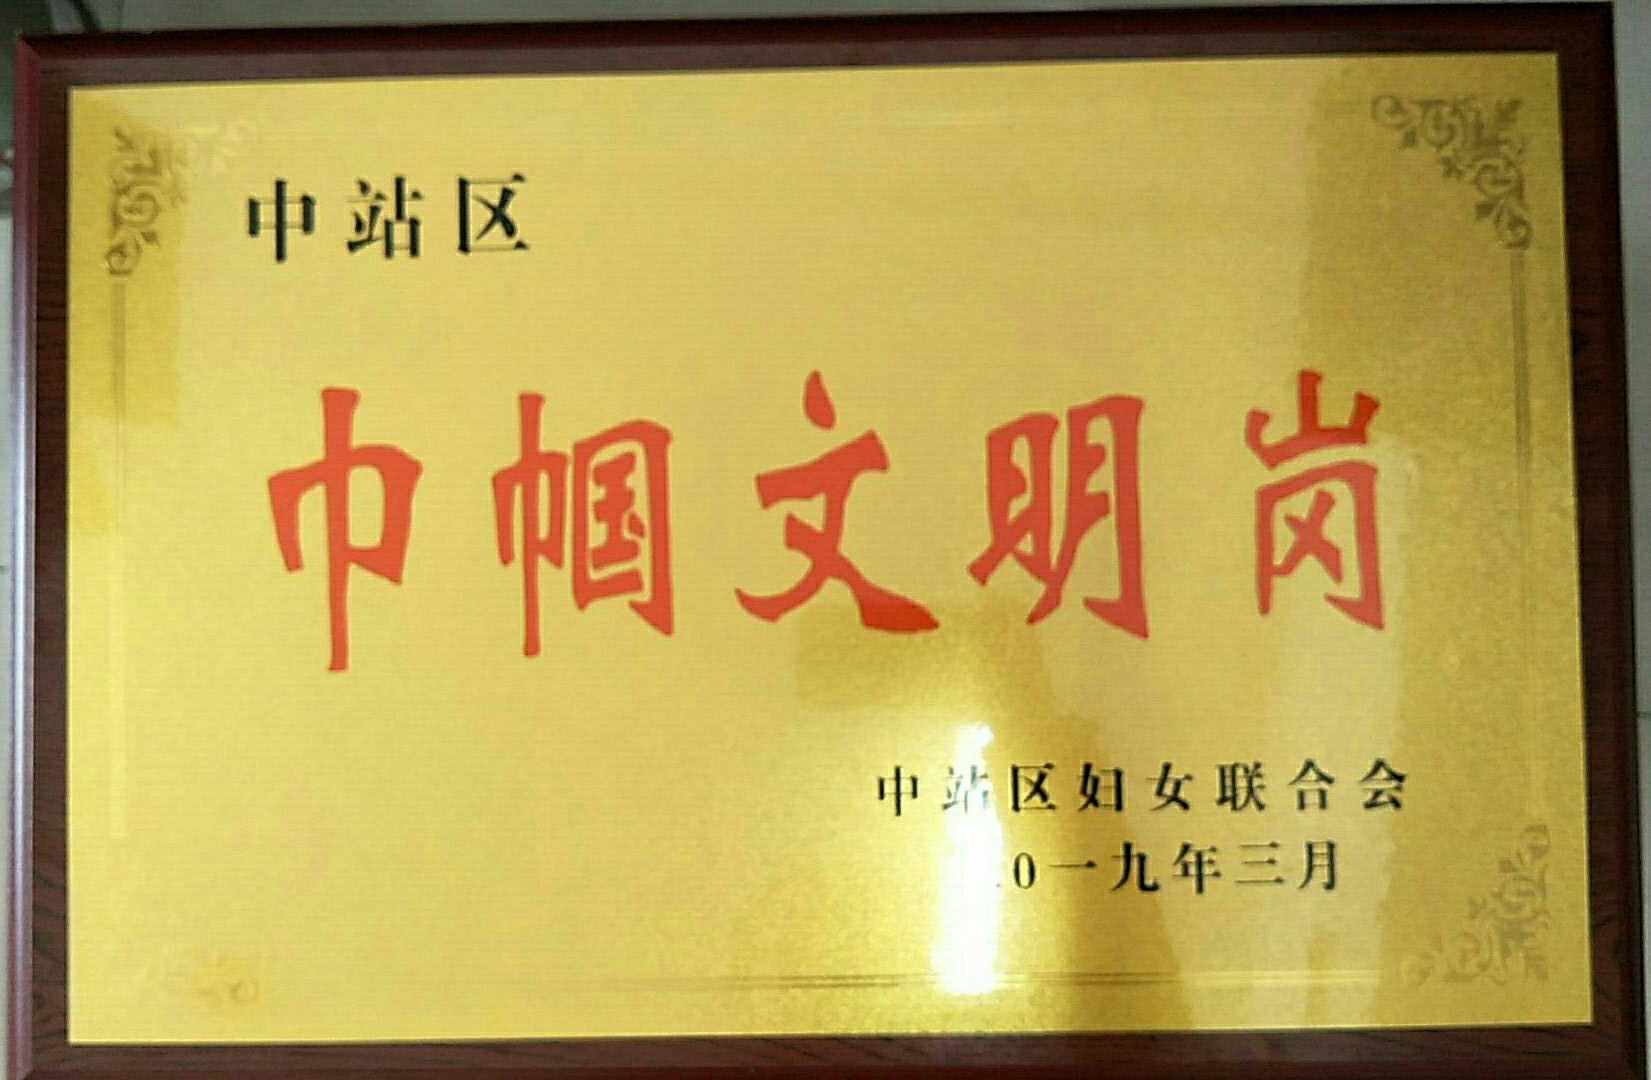 中站区
巾帼文明岗
中站区妇女联合会
0一九年三月